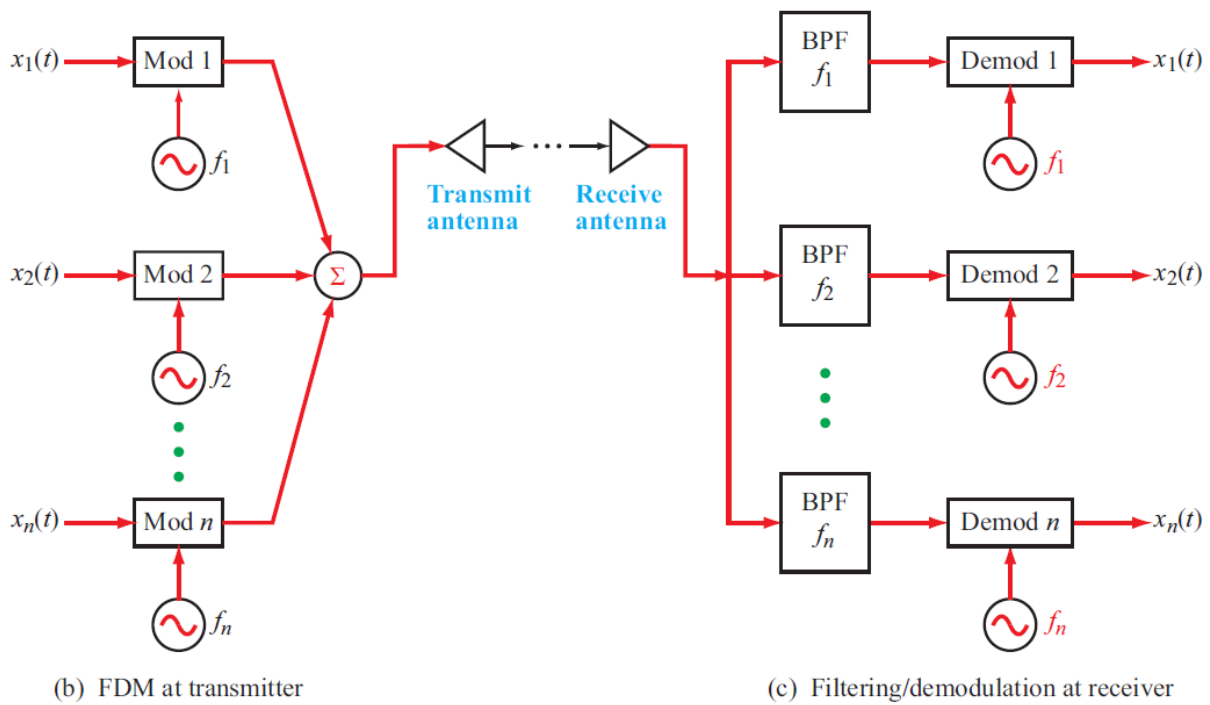 x₁(t)
Mod 1
f₁
x₂(t)
Mod 2
f₂
xₙ(t)
Mod n
fₙ
Σ
Transmit
antenna
Receive
antenna
BPF
f₁
Demod 1
x₁(t)
f₁
BPF
f₂
Demod 2
x₂(t)
f₂
BPF
fₙ
Demod n
xₙ(t)
fₙ
(b) FDM at transmitter
(c) Filtering/demodulation at receiver